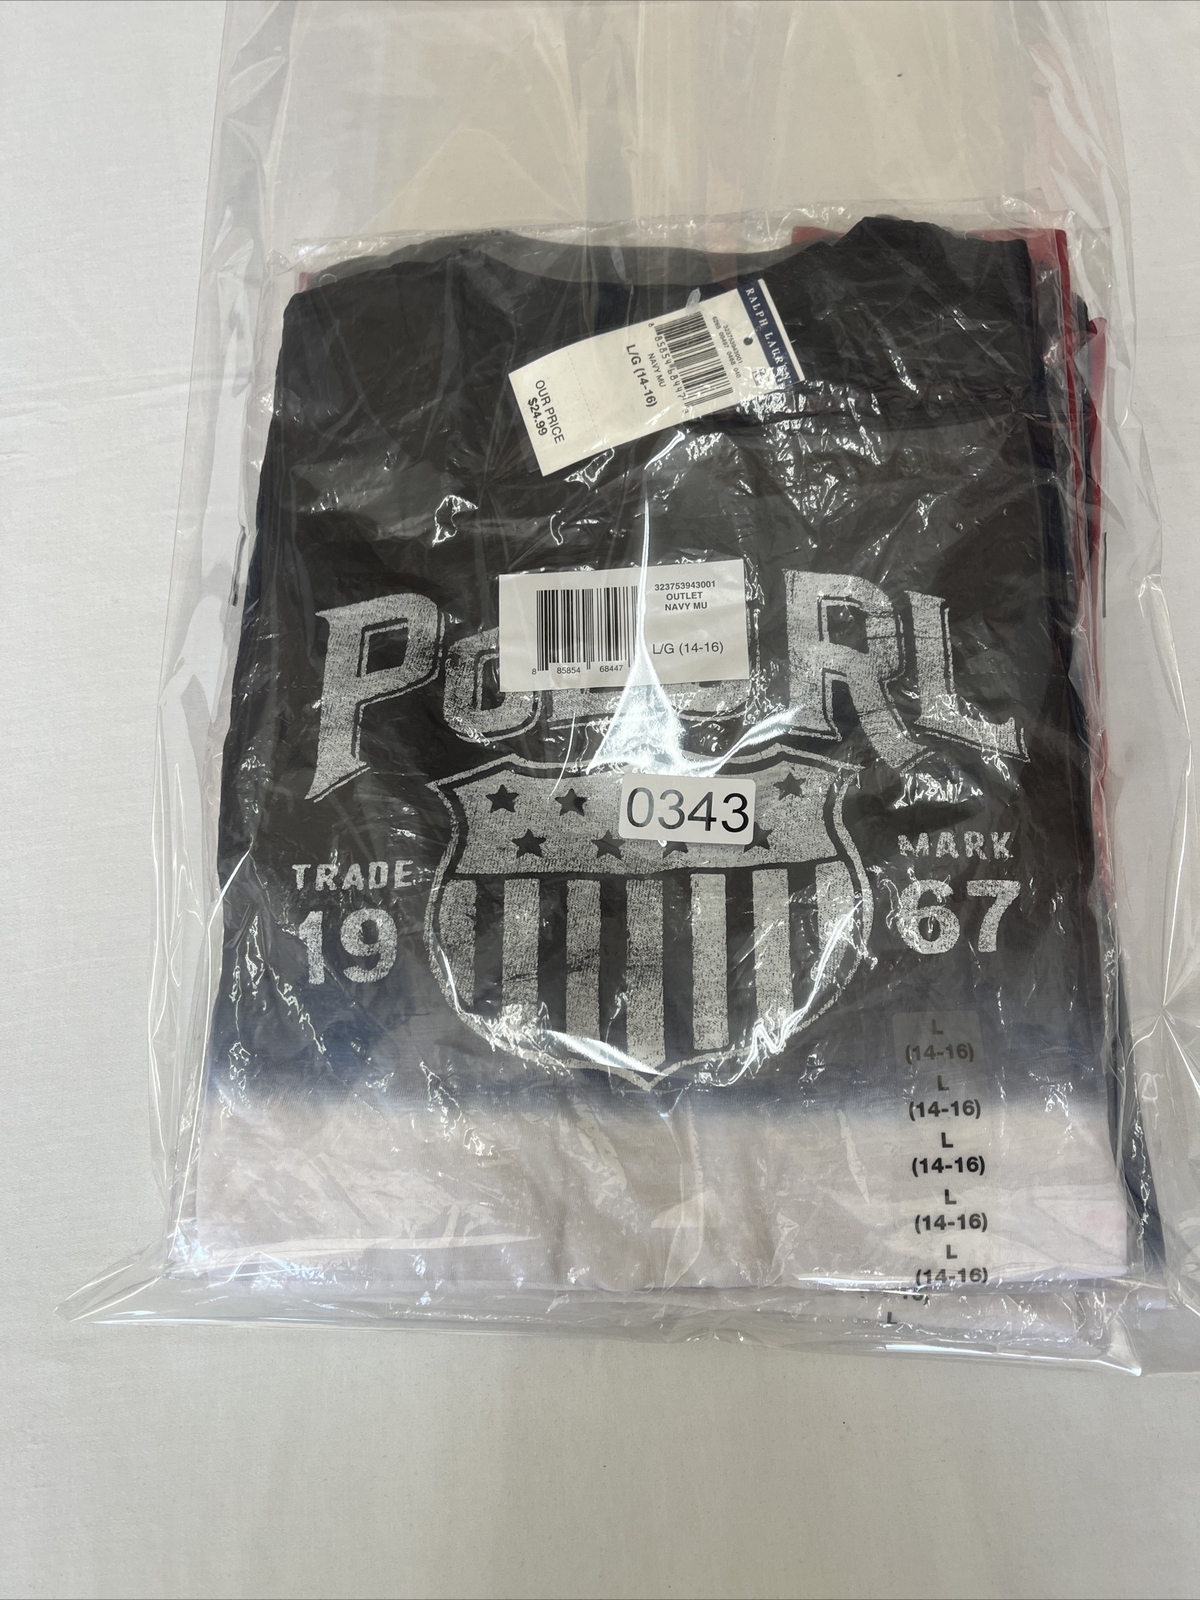 RALPH LAUREN
323753943001
NAVY MU
L/G (14-16)
OUR PRICE
$24.99
323753943001
OUTLET
NAVY MU
L/G (14-16)
8 85854 68447
RL
0343
TRADE
MARK
19
67
L
(14-16)
L
(14-16)
L
(14-16)
L
(14-16)
L
(14-16)
L